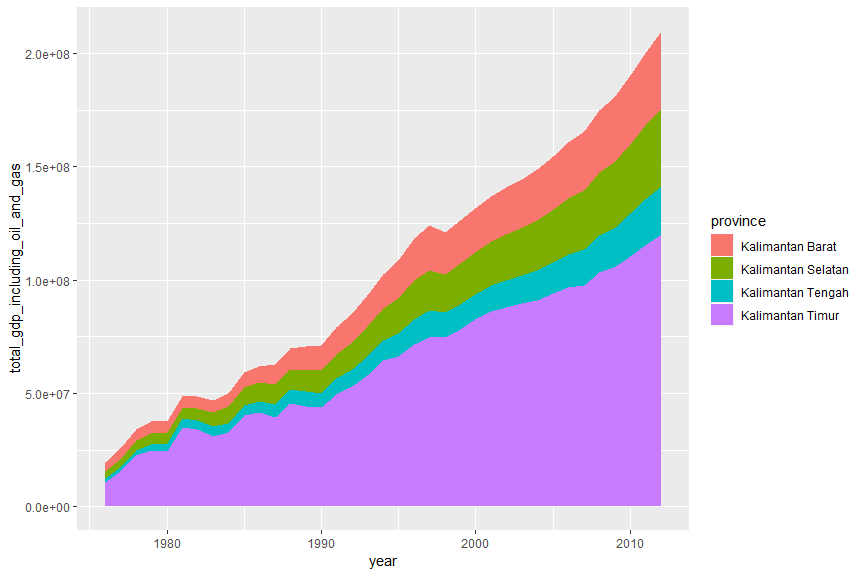 total_gdp_including_oil_and_gas
2.0e+08
1.5e+08
1.0e+08
5.0e+07
0.0e+00
1980 1990 2000 2010
year
province
Kalimantan Barat
Kalimantan Selatan
Kalimantan Tengah
Kalimantan Timur